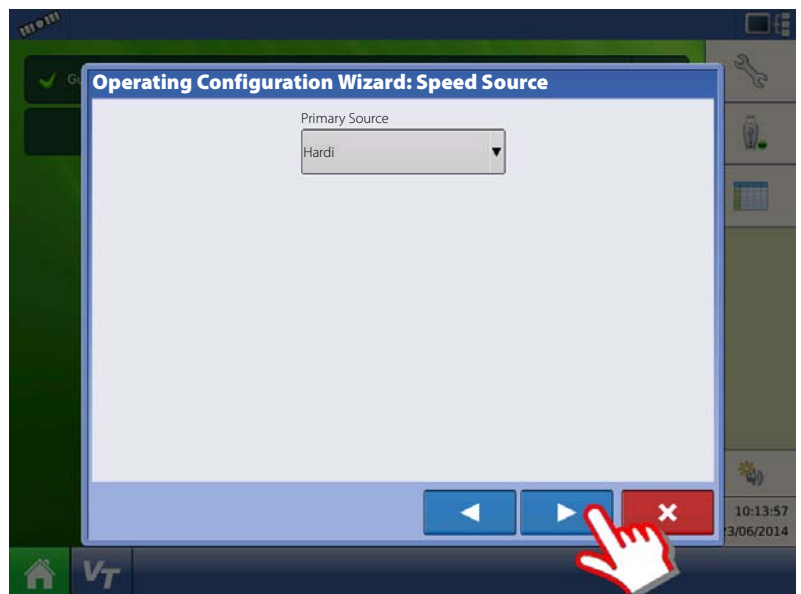 G
Operating Configuration Wizard: Speed Source
Primary Source
Hardi
10:13:57
3/06/2014
VT